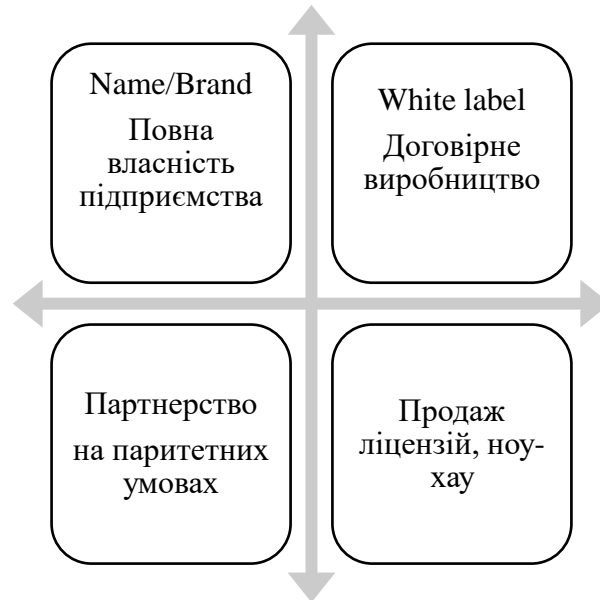 Name/Brand
Повна
власність
підприємства
White label
Договірне
виробництво
Партнерство
на паритетних
умовах
Продаж
ліцензій, ноу-
хау